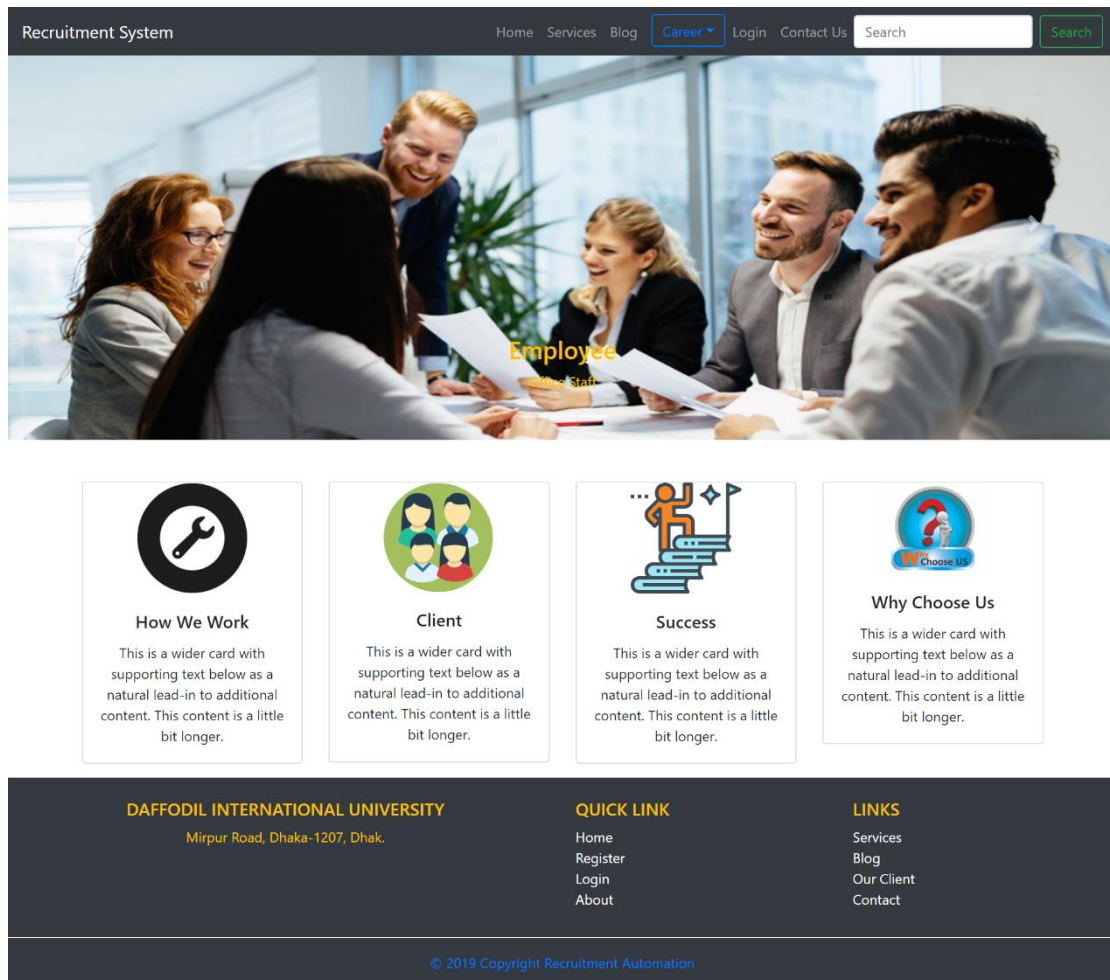 Recruitment System
Home Services Blog Career Login Contact Us Search Search
Employee
Office Staff
How We Work
This is a wider card with
supporting text below as a
natural lead-in to additional
content. This content is a little
bit longer.
Client
This is a wider card with
supporting text below as a
natural lead-in to additional
content. This content is a little
bit longer.
Success
This is a wider card with
supporting text below as a
natural lead-in to additional
content. This content is a little
bit longer.
Why Choose US
Why Choose Us
This is a wider card with
supporting text below as a
natural lead-in to additional
content. This content is a little
bit longer.
DAFFODIL INTERNATIONAL UNIVERSITY
Mirpur Road, Dhaka-1207, Dhak.
QUICK LINK
Home
Register
Login
About
LINKS
Services
Blog
Our Client
Contact
© 2019 Copyright Recruitment Automation